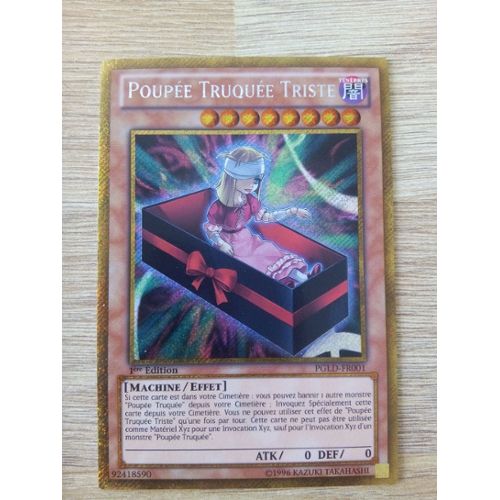 Poupée Truquée Triste
TÉNÈBRES
闇
1ère Édition
PGLD-FR001
[Machine / Effet]
Si cette carte est dans votre Cimetière : vous pouvez bannir 1 autre monstre
"Poupée Truquée" depuis votre Cimetière ; Invoquez Spécialement cette
carte depuis votre Cimetière. Vous ne pouvez utiliser cet effet de "Poupée
Truquée Triste" qu'une fois par tour. Cette carte ne peut pas être utilisée
comme Matériel Xyz pour une Invocation Xyz, sauf pour l'Invocation Xyz d'un
monstre "Poupée Truquée".
ATK/ 0 DEF/ 0
92418590
©1996 KAZUKI TAKAHASHI